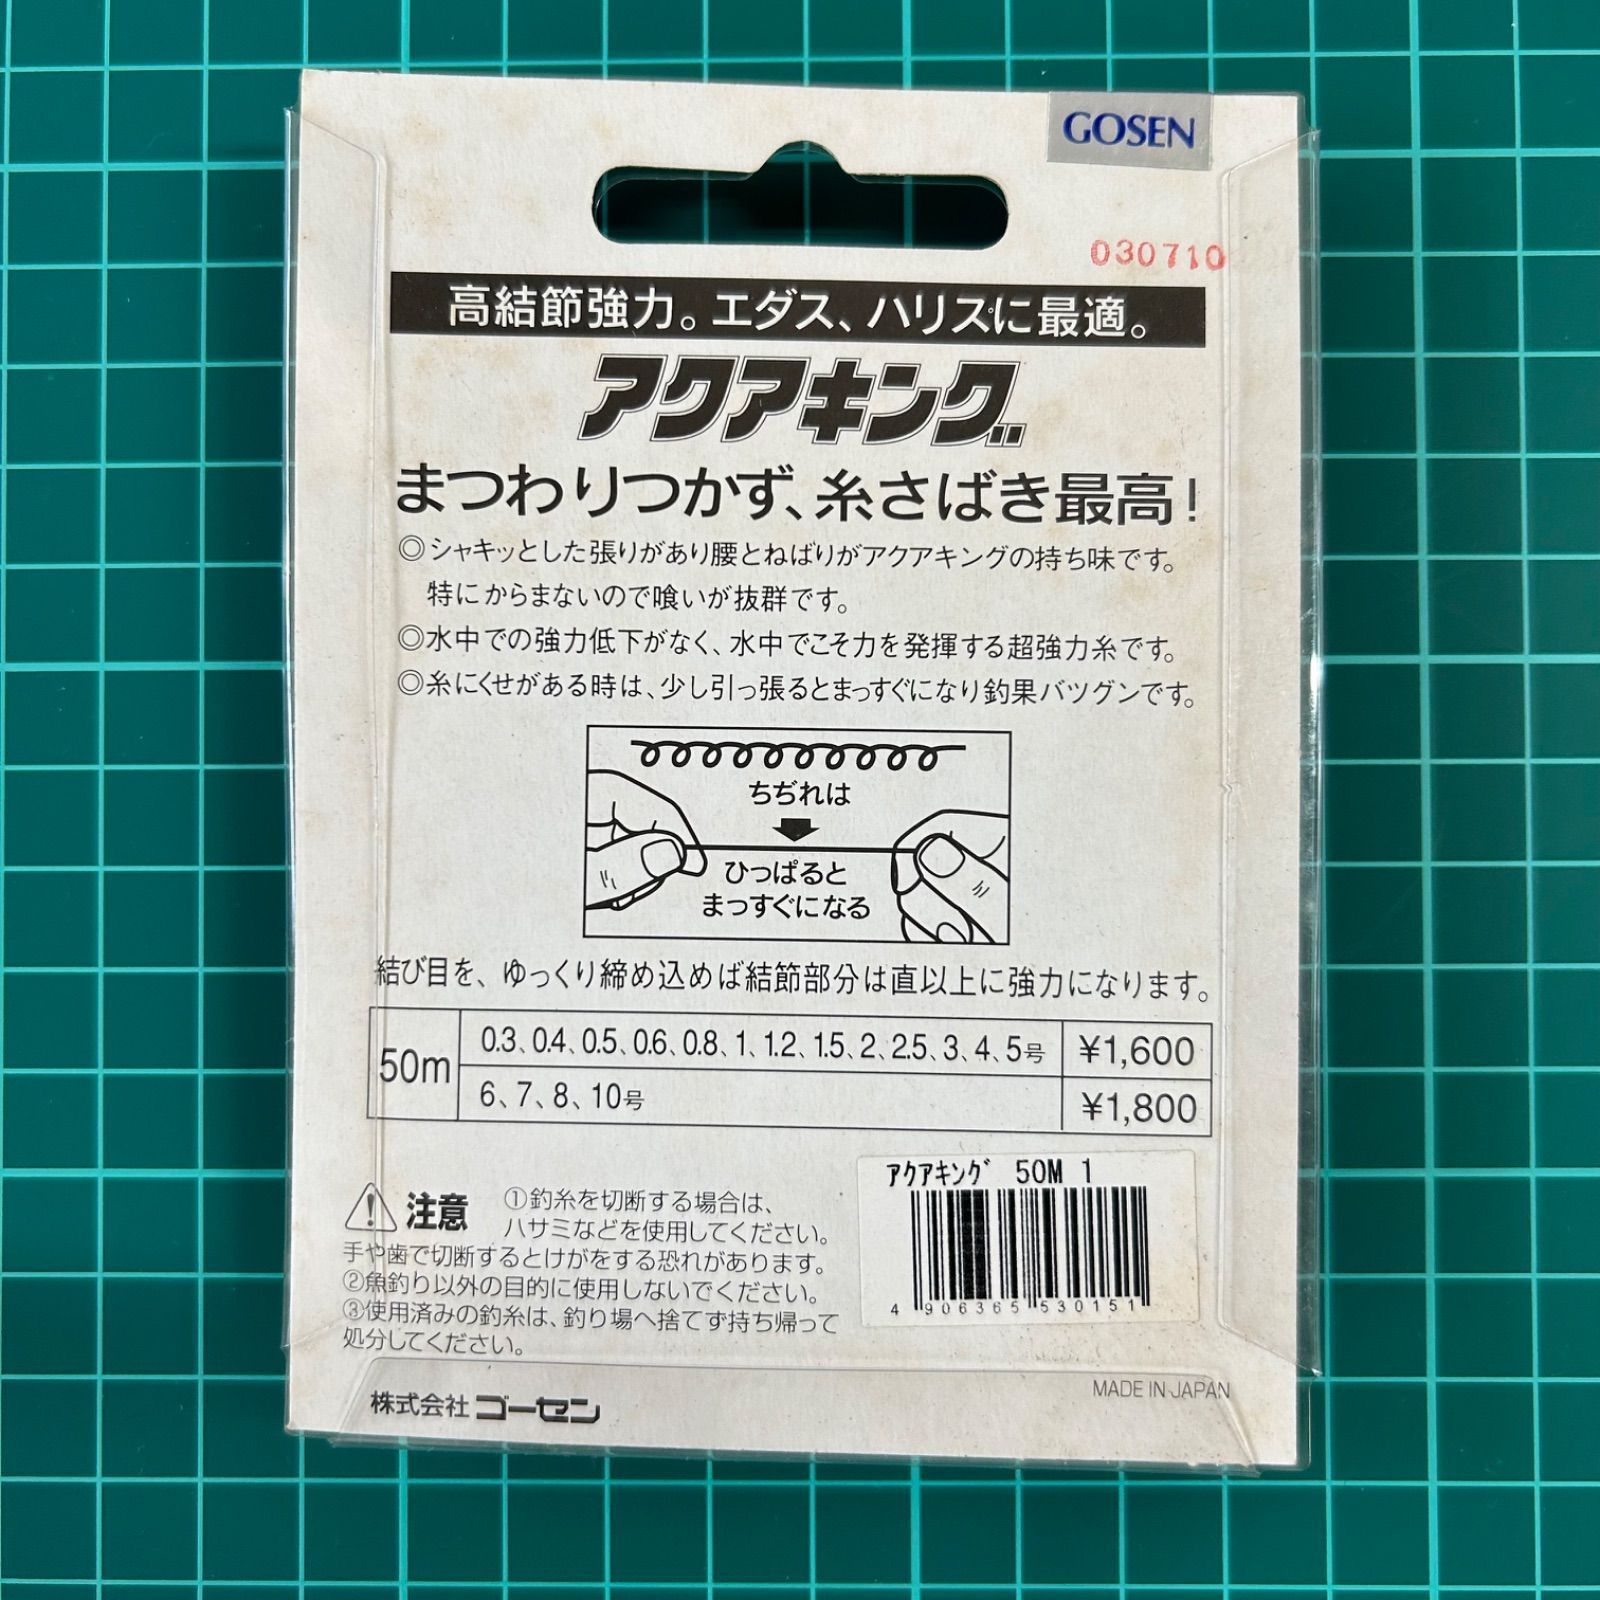 GOSEN
030710
高結節強力。エダス、ハリスに最適。
アクアキング
まつわりつかず、糸さばき最高!
◎シャキッとした張りがあり腰とねばりがアクアキングの持ち味です。
特にからまないので喰いが抜群です。
◎水中での強力低下がなく、水中でこそ力を発揮する超強力糸です。
◎糸にくせがある時は、少し引っ張るとまっすぐになり釣果バツグンです。
ちぢれは
ひっぱると
まっすぐになる
結び目を、ゆっくり締め込めば結節部分は直以上に強力になります。
50m
0.3、0.4、0.5、0.6、0.8、1、1.2、1.5、2、2.5、3、4、5号 ¥1,600
6、7、8、10号 ¥1,800
アクアキング 50M 1
4 906365 530151
注意 ①釣糸を切断する場合は、
ハサミなどを使用してください。
手や歯で切断するとけがをする恐れがあります。
②魚釣り以外の目的に使用しないでください。
③使用済みの釣糸は、釣り場へ捨てず持ち帰って
処分してください。
株式会社 ゴーセン
MADE IN JAPAN